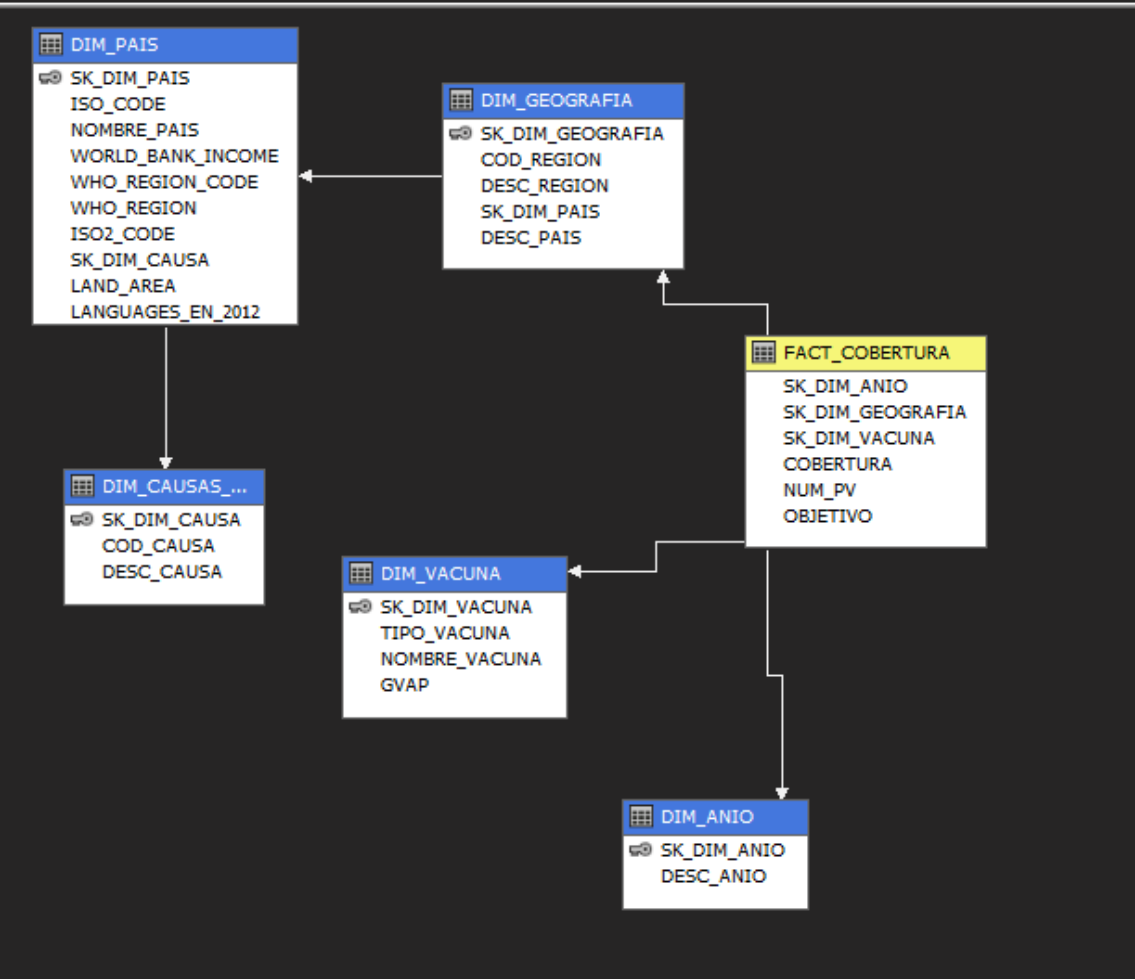 DIM_PAIS
SK_DIM_PAIS
ISO_CODE
NOMBRE_PAIS
WORLD_BANK_INCOME
WHO_REGION_CODE
WHO_REGION
ISO2_CODE
SK_DIM_CAUSA
LAND_AREA
LANGUAGES_EN_2012
DIM_GEOGRAFIA
SK_DIM_GEOGRAFIA
COD_REGION
DESC_REGION
SK_DIM_PAIS
DESC_PAIS
FACT_COBERTURA
SK_DIM_ANIO
SK_DIM_GEOGRAFIA
SK_DIM_VACUNA
COBERTURA
NUM_PV
OBJETIVO
DIM_CAUSAS_...
SK_DIM_CAUSA
COD_CAUSA
DESC_CAUSA
DIM_VACUNA
SK_DIM_VACUNA
TIPO_VACUNA
NOMBRE_VACUNA
GVAP
DIM_ANIO
SK_DIM_ANIO
DESC_ANIO